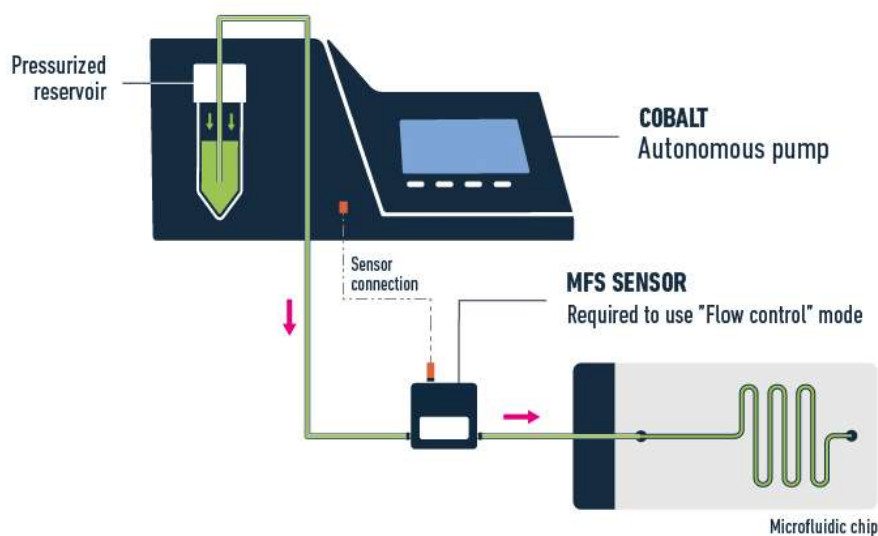 Pressurized
reservoir
COBALT
Autonomous pump
Sensor
connection
MFS SENSOR
Required to use "Flow control" mode
Microfluidic chip